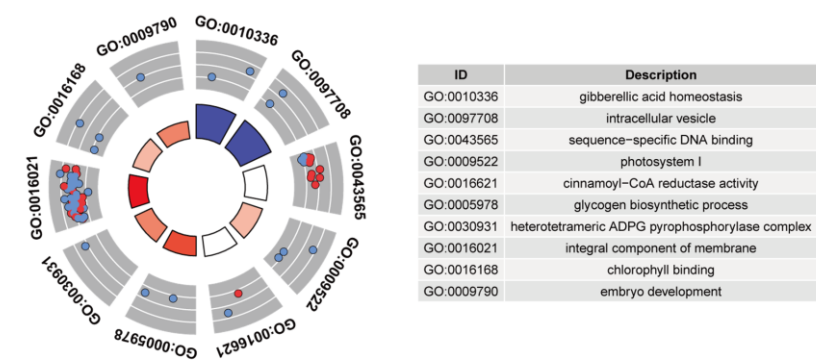 GO:0010336
GO:0097708
GO:0043565
GO:0009522
GO:0016621
GO:0005978
GO:0030931
GO:0016021
GO:0016168
GO:0009790
ID Description
GO:0010336 gibberellic acid homeostasis
GO:0097708 intracellular vesicle
GO:0043565 sequence−specific DNA binding
GO:0009522 photosystem I
GO:0016621 cinnamoyl−CoA reductase activity
GO:0005978 glycogen biosynthetic process
GO:0030931 heterotetrameric ADPG pyrophosphorylase complex
GO:0016021 integral component of membrane
GO:0016168 chlorophyll binding
GO:0009790 embryo development